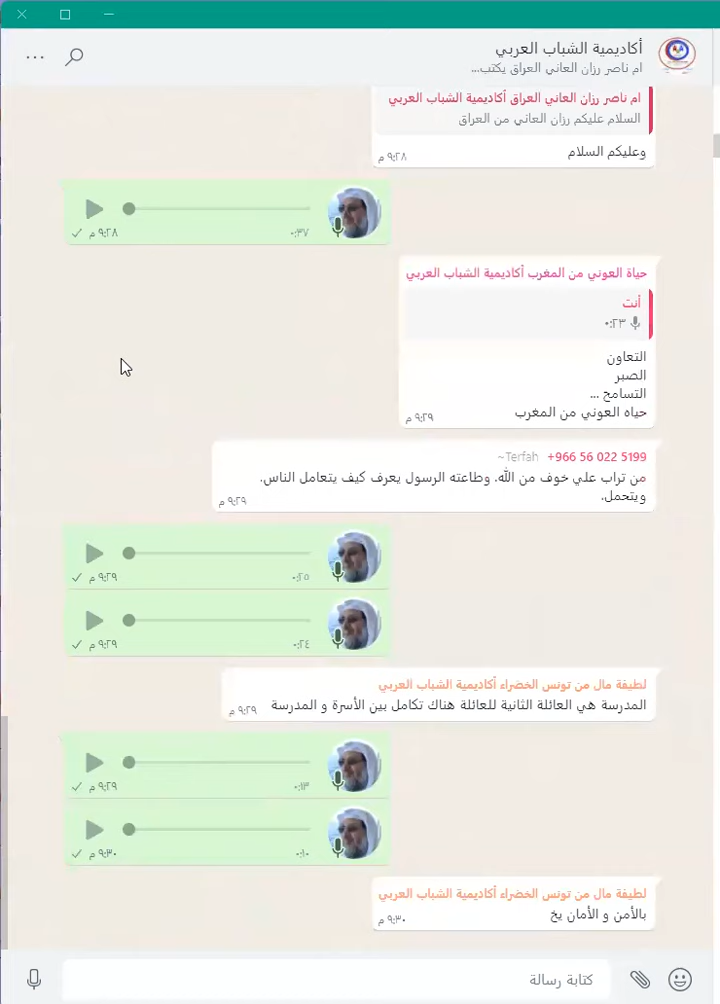 أكاديمية الشباب العربي
ام ناصر رزان العاني العراق يكتب...
ام ناصر رزان العاني العراق أكاديمية الشباب العربي
السلام عليكم رزان العاني من العراق
وعليكم السلام
٩:٢٨ م
٠:٣٧
٩:٢٨ م
حياة العوني من المغرب أكاديمية الشباب العربي
أنت
٠:٢٣
التعاون
الصبر
التسامح ...
حياه العوني من المغرب
٩:٢٩ م
+966 56 022 5199 ~Terfah
من تراب علي خوف من الله. وطاعته الرسول يعرف كيف يتعامل الناس.
ويتحمل.
٩:٢٩ م
٠:٢٥
٩:٢٩ م
٠:٢٤
٩:٢٩ م
لطيفة مال من تونس الخضراء أكاديمية الشباب العربي
المدرسة هي العائلة الثانية للعائلة هناك تكامل بين الأسرة و المدرسة
٩:٢٩ م
٠:١٣
٩:٢٩ م
٠:١٠
٩:٣٠ م
لطيفة مال من تونس الخضراء أكاديمية الشباب العربي
بالأمن و الأمان يخ
٩:٣٠ م
كتابة رسالة